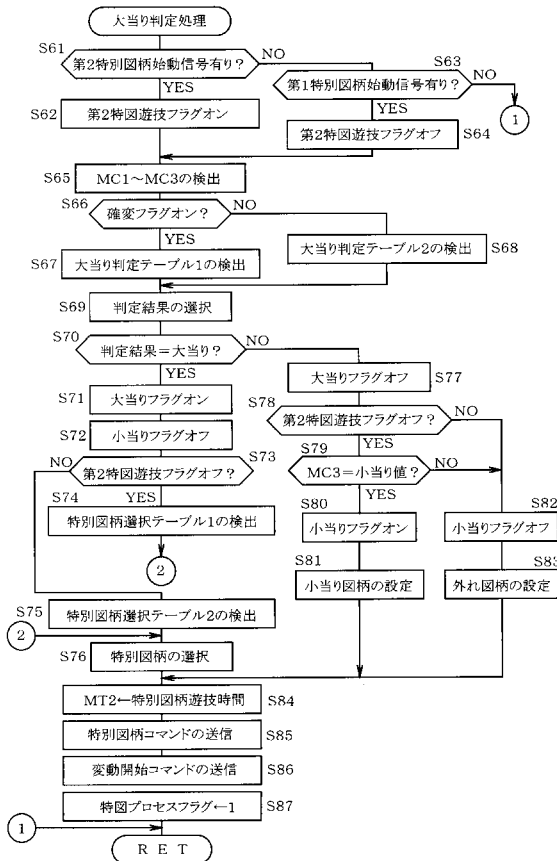 大当り判定処理
S61
第2特別図柄始動信号有り?
NO
YES
S62
第2特図遊技フラグオン
S63
第1特別図柄始動信号有り?
NO
YES
1
第2特図遊技フラグオフ
S64
S65
MC1〜MC3の検出
S66
確変フラグオン?
NO
YES
S67
大当り判定テーブル1の検出
大当り判定テーブル2の検出
S68
S69
判定結果の選択
S70
判定結果=大当り?
NO
YES
S71
大当りフラグオン
S72
小当りフラグオフ
S73
NO
第2特図遊技フラグオフ?
YES
S74
特別図柄選択テーブル1の検出
2
大当りフラグオフ
S77
S78
第2特図遊技フラグオフ?
NO
YES
S79
MC3=小当り値?
NO
YES
S80
小当りフラグオン
S81
小当り図柄の設定
S82
小当りフラグオフ
S83
外れ図柄の設定
S75
特別図柄選択テーブル2の検出
2
S76
特別図柄の選択
MT2←特別図柄遊技時間
S84
特別図柄コマンドの送信
S85
変動開始コマンドの送信
S86
特図プロセスフラグ←1
S87
1
RET